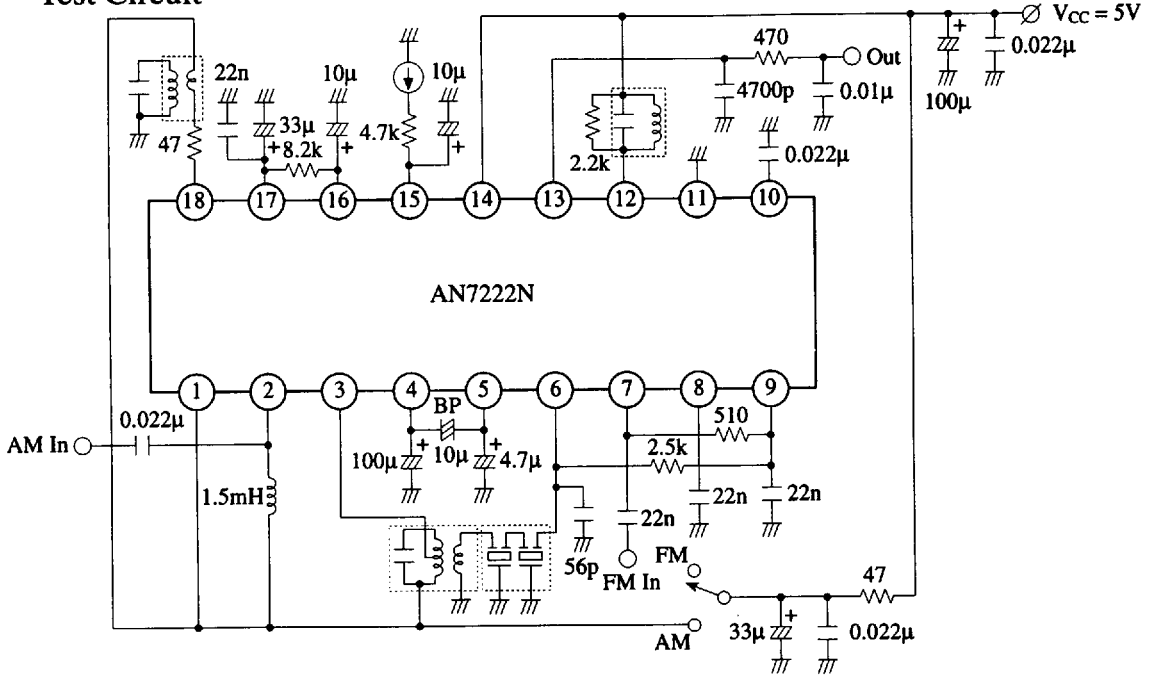 Test Circuit
VCC = 5V
22n
10μ
10μ
470
Out
0.022μ
4700p
0.01μ
100μ
47
33μ
8.2k
4.7k
2.2k
0.022μ
18
17
16
15
14
13
12
11
10
AN7222N
1
2
3
4
5
6
7
8
9
BP
0.022μ
510
AM In
100μ
10μ
4.7μ
2.5k
1.5mH
22n
22n
22n
56p
FM In
FM
47
AM
33μ
0.022μ
+
+
+
+
+
+
+